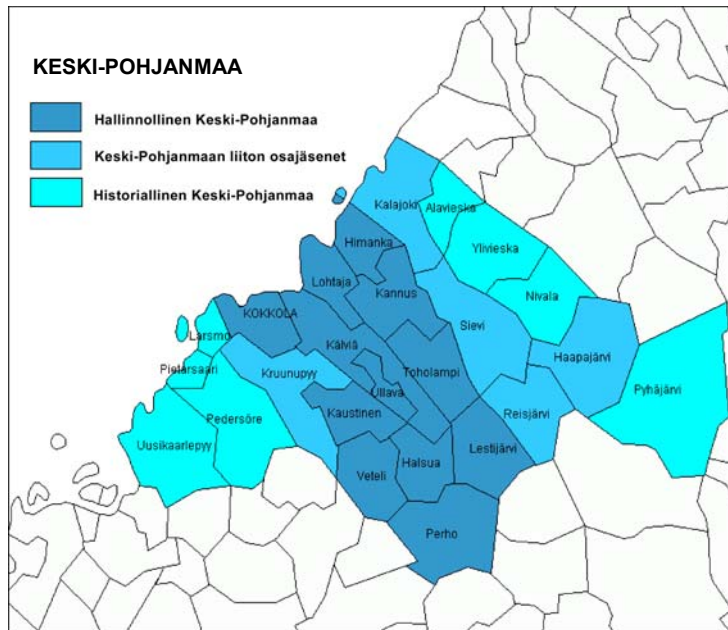 KESKI-POHJANMAA
Hallinnollinen Keski-Pohjanmaa
Keski-Pohjanmaan liiton osajäsenet
Historiallinen Keski-Pohjanmaa
Kalajoki
Alavieska
Himanka
Ylivieska
Lohtaja
Kannus
Nivala
KOKKOLA
Sievi
Larsmo
Kälviä
Haapajärvi
Pietarsaari
Kruunupyy
Toholampi
Pyhäjärvi
Ullava
Pedersöre
Kaustinen
Reisjärvi
Uusikaarlepyy
Lestijärvi
Halsua
Veteli
Perho